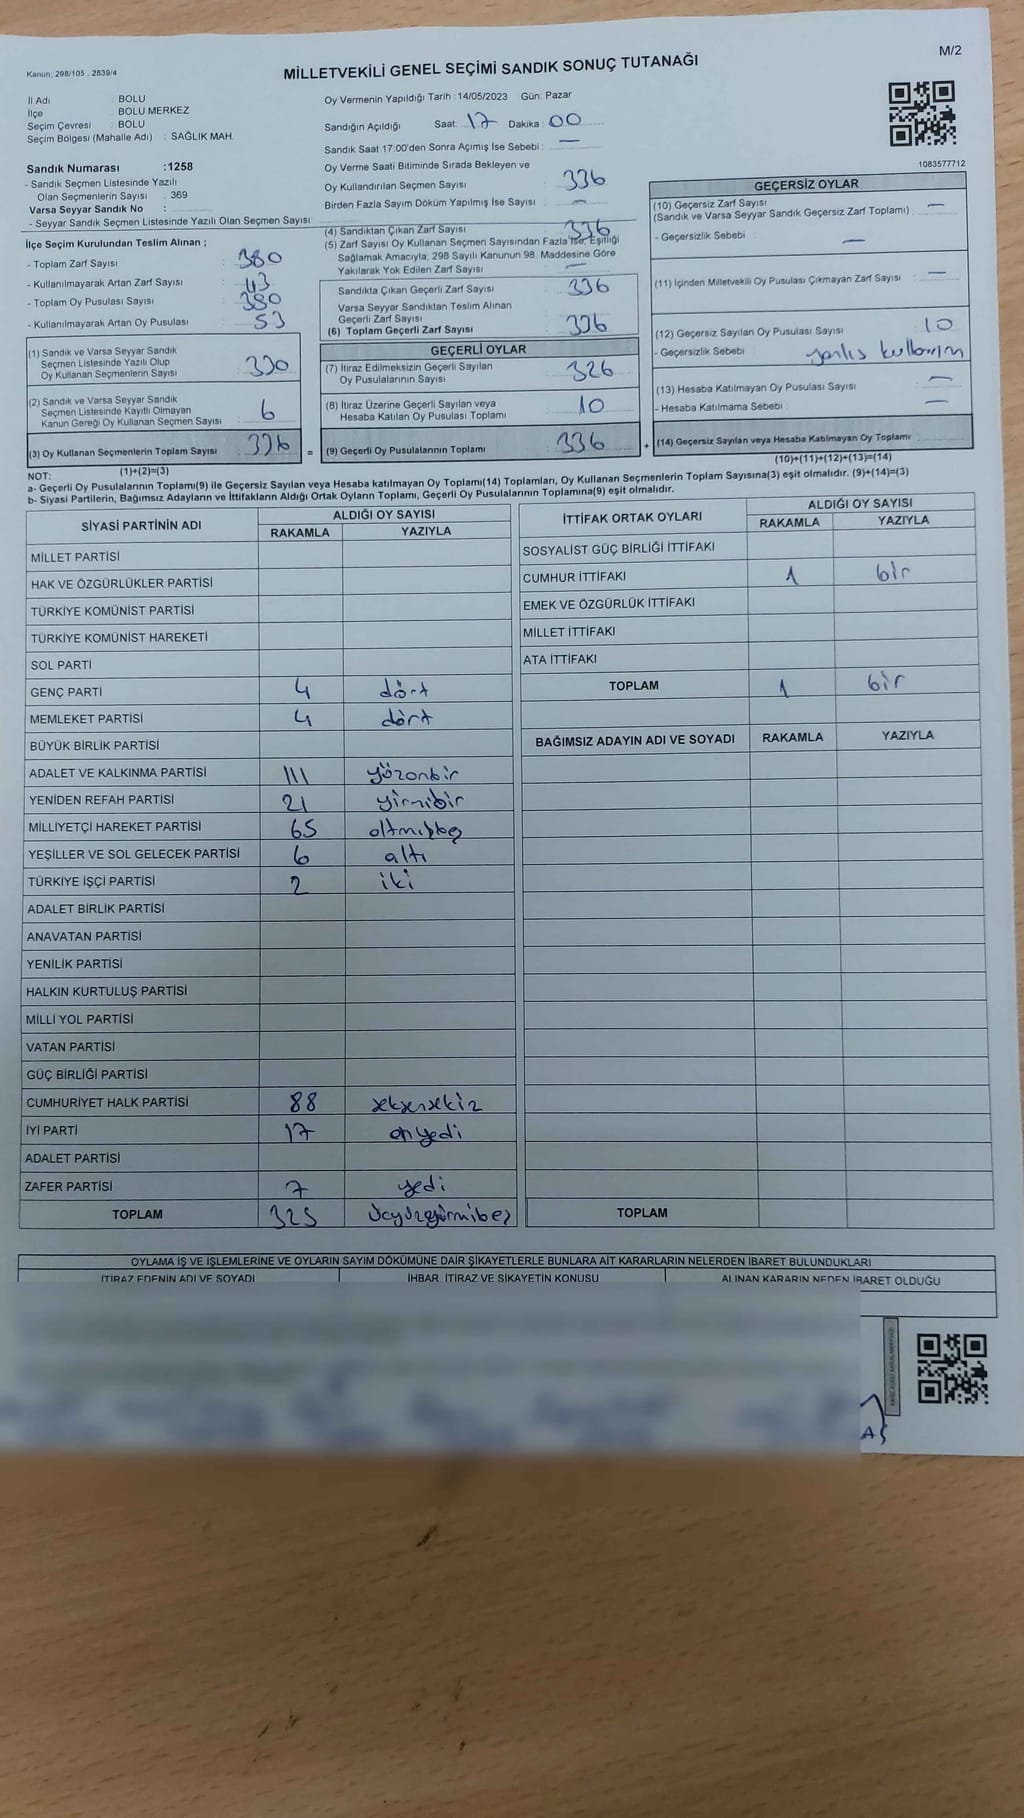 Kanun: 298/105 . 2839/4
MİLLETVEKİLİ GENEL SEÇİMİ SANDIK SONUÇ TUTANAĞI
M/2
İl Adı : BOLU
İlçe : BOLU MERKEZ
Seçim Çevresi : BOLU
Seçim Bölgesi (Mahalle Adı) : SAĞLIK MAH.
Sandık Numarası :1258
- Sandık Seçmen Listesinde Yazılı
Olan Seçmenlerin Sayısı : 369
Varsa Seyyar Sandık No :
- Seyyar Sandık Seçmen Listesinde Yazılı Olan Seçmen Sayısı:
Oy Vermenin Yapıldığı Tarih :14/05/2023 Gün: Pazar
Sandığın Açıldığı Saat: 17 Dakika : 00
Sandık Saat 17:00'den Sonra Açımış İse Sebebi : —
Oy Verme Saati Bitiminde Sırada Bekleyen ve
Oy Kullandırılan Seçmen Sayısı : 336
Birden Fazla Sayım Döküm Yapılmış İse Sayısı : —
(4) Sandıktan Çıkan Zarf Sayısı : 336
(5) Zarf Sayısı Oy Kullanan Seçmen Sayısından Fazla İse, Eşitliği
Sağlamak Amacıyla; 298 Sayılı Kanunun 98. Maddesine Göre
Yakılarak Yok Edilen Zarf Sayısı : —
1083577712
İlçe Seçim Kurulundan Teslim Alınan ;
- Toplam Zarf Sayısı : 380
- Kullanılmayarak Artan Zarf Sayısı : 43
- Toplam Oy Pusulası Sayısı : 380
- Kullanılmayarak Artan Oy Pusulası : 53
(1) Sandık ve Varsa Seyyar Sandık
Seçmen Listesinde Yazılı Olup
Oy Kullanan Seçmenlerin Sayısı : 330
(2) Sandık ve Varsa Seyyar Sandık
Seçmen Listesinde Kayıtlı Olmayan
Kanun Gereği Oy Kullanan Seçmen Sayısı : 6
(3) Oy Kullanan Seçmenlerin Toplam Sayısı : 336
(1)+(2)=(3)
Sandıkta Çıkan Geçerli Zarf Sayısı : 336
Varsa Seyyar Sandıktan Teslim Alınan
Geçerli Zarf Sayısı :
(6) Toplam Geçerli Zarf Sayısı : 336
GEÇERLİ OYLAR
(7) İtiraz Edilmeksizin Geçerli Sayılan
Oy Pusulalarının Sayısı : 326
(8) İtiraz Üzerine Geçerli Sayılan veya
Hesaba Katılan Oy Pusulası Toplamı : 10
= (9) Geçerli Oy Pusulalarının Toplamı : 336 +
GEÇERSİZ OYLAR
(10) Geçersiz Zarf Sayısı
(Sandık ve Varsa Seyyar Sandık Geçersiz Zarf Toplamı) : —
- Geçersizlik Sebebi : —
(11) İçinden Milletvekili Oy Pusulası Çıkmayan Zarf Sayısı : —
(12) Geçersiz Sayılan Oy Pusulası Sayısı : 10
- Geçersizlik Sebebi : yanlış kullanım
(13) Hesaba Katılmayan Oy Pusulası Sayısı : —
- Hesaba Katılmama Sebebi : —
(14) Geçersiz Sayılan veya Hesaba Katılmayan Oy Toplamı :
(10)+(11)+(12)+(13)=(14)
NOT:
a- Geçerli Oy Pusulalarının Toplamı(9) ile Geçersiz Sayılan veya Hesaba katılmayan Oy Toplamı(14) Toplamları, Oy Kullanan Seçmenlerin Toplam Sayısına(3) eşit olmalıdır. (9)+(14)=(3)
b- Siyasi Partilerin, Bağımsız Adayların ve İttifakların Aldığı Ortak Oyların Toplamı, Geçerli Oy Pusulalarının Toplamına(9) eşit olmalıdır.
SİYASİ PARTİNİN ADI ALDIĞI OY SAYISI
RAKAMLA YAZIYLA
MİLLET PARTİSİ
HAK VE ÖZGÜRLÜKLER PARTİSİ
TÜRKİYE KOMÜNİST PARTİSİ
TÜRKİYE KOMÜNİST HAREKETİ
SOL PARTİ
GENÇ PARTİ 4 dört
MEMLEKET PARTİSİ 4 dört
BÜYÜK BİRLİK PARTİSİ
ADALET VE KALKINMA PARTİSİ 111 yüzonbir
YENİDEN REFAH PARTİSİ 21 yirmibir
MİLLİYETÇİ HAREKET PARTİSİ 65 altmışbeş
YEŞİLLER VE SOL GELECEK PARTİSİ 6 altı
TÜRKİYE İŞÇİ PARTİSİ 2 iki
ADALET BİRLİK PARTİSİ
ANAVATAN PARTİSİ
YENİLİK PARTİSİ
HALKIN KURTULUŞ PARTİSİ
MİLLİ YOL PARTİSİ
VATAN PARTİSİ
GÜÇ BİRLİĞİ PARTİSİ
CUMHURİYET HALK PARTİSİ 88 seksensekiz
İYİ PARTİ 17 onyedi
ADALET PARTİSİ
ZAFER PARTİSİ 7 yedi
TOPLAM 325 üçyüzyirmibeş
İTTİFAK ORTAK OYLARI ALDIĞI OY SAYISI
RAKAMLA YAZIYLA
SOSYALİST GÜÇ BİRLİĞİ İTTİFAKI
CUMHUR İTTİFAKI 1 bir
EMEK VE ÖZGÜRLÜK İTTİFAKI
MİLLET İTTİFAKI
ATA İTTİFAKI
TOPLAM 1 bir
BAĞIMSIZ ADAYIN ADI VE SOYADI RAKAMLA YAZIYLA
TOPLAM
OYLAMA İŞ VE İŞLEMLERİNE VE OYLARIN SAYIM DÖKÜMÜNE DAİR ŞİKAYETLERLE BUNLARA AİT KARARLARIN NELERDEN İBARET BULUNDUKLARI
İTİRAZ EDENİN ADI VE SOYADI İHBAR, İTİRAZ VE ŞİKAYETİN KONUSU ALINAN KARARIN NEDEN İBARET OLDUĞU